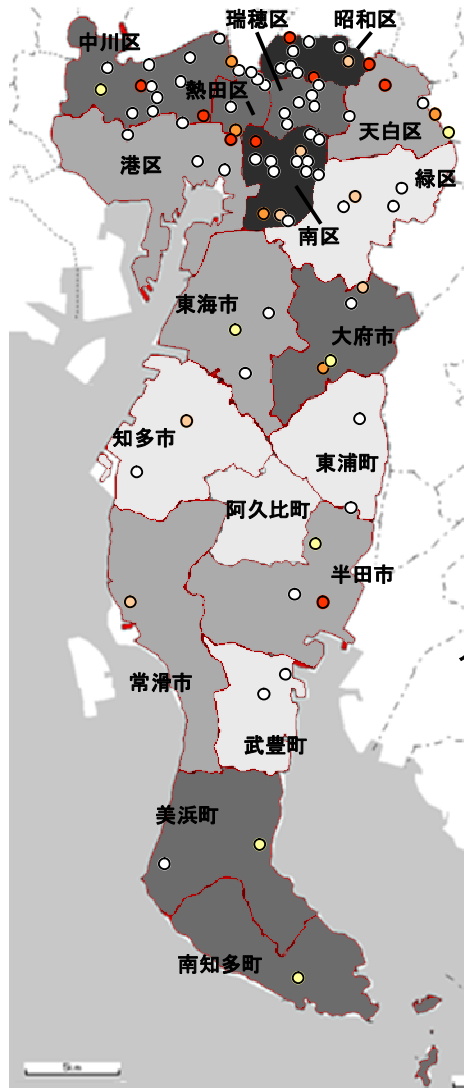 瑞穂区
昭和区
中川区
熱田区
天白区
港区
緑区
南区
東海市
大府市
知多市
東浦町
阿久比町
半田市
常滑市
武豊町
美浜町
南知多町